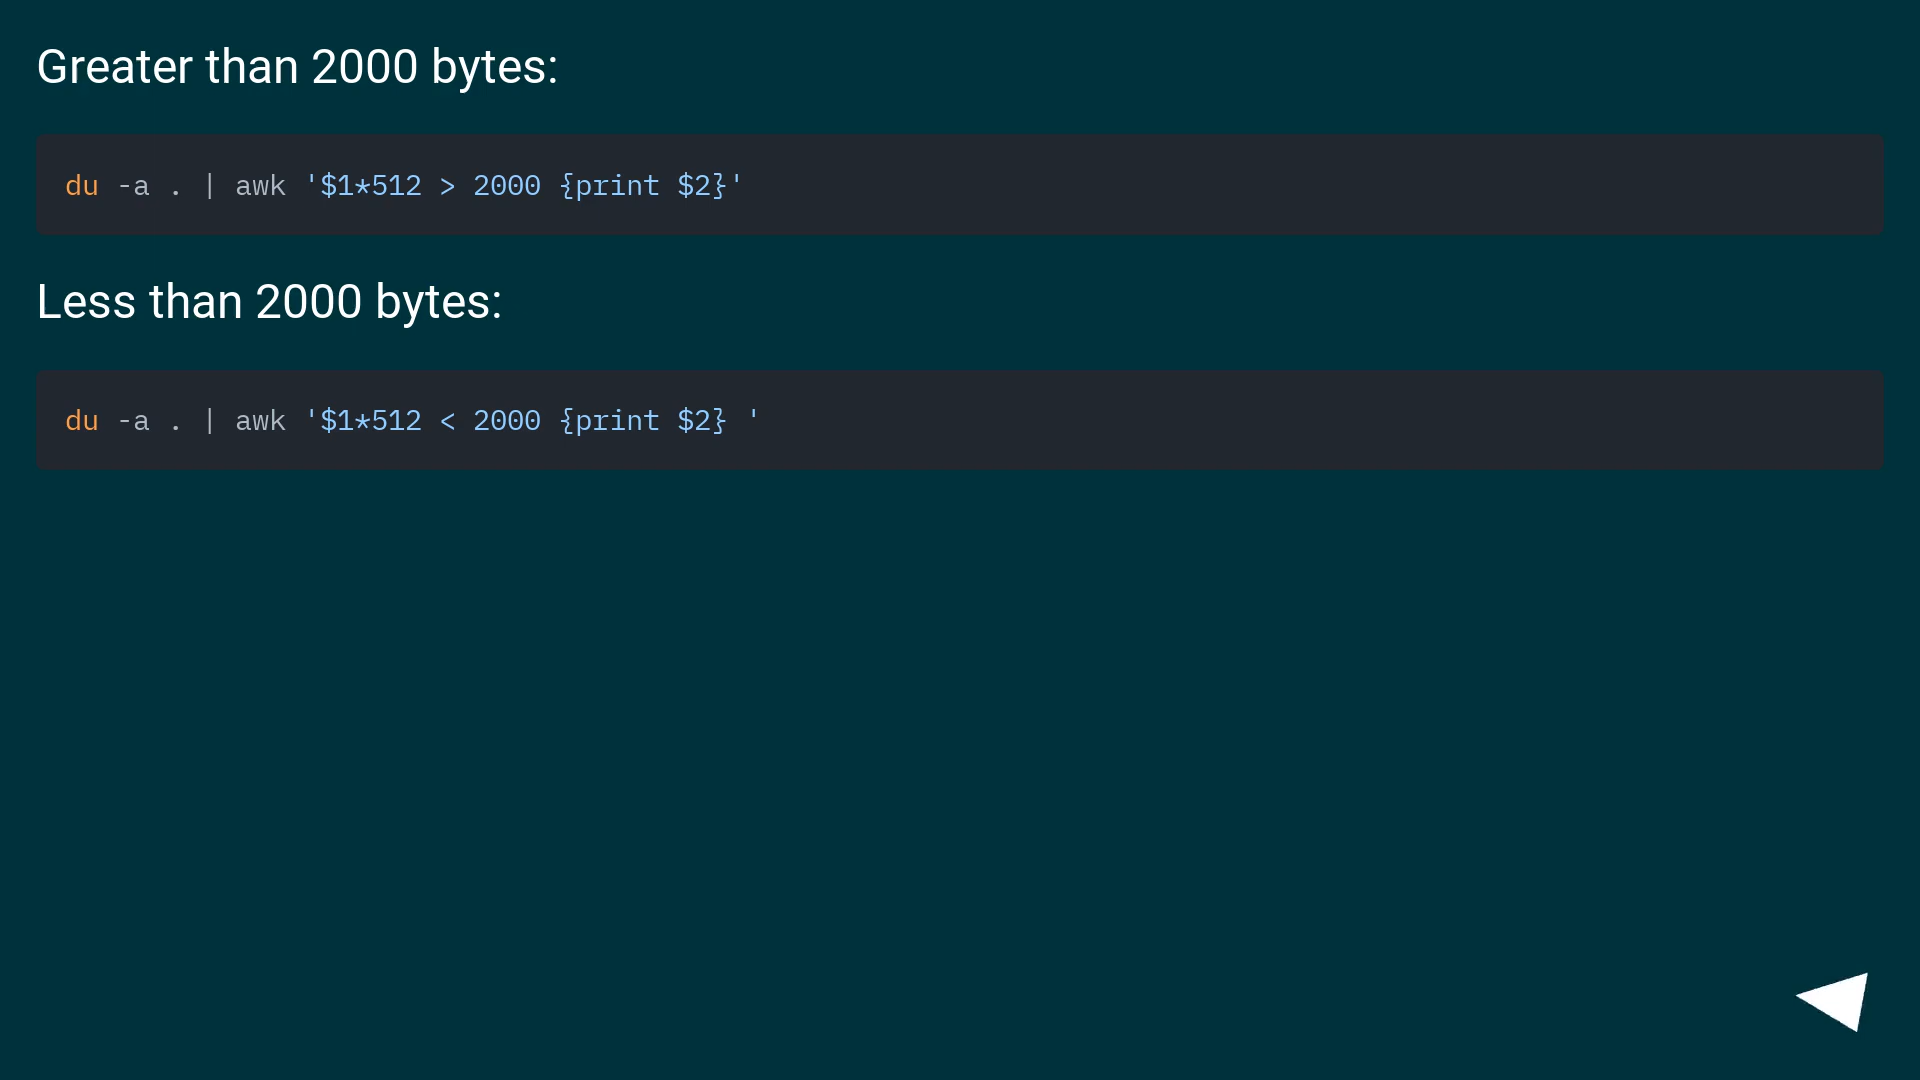 Greater than 2000 bytes:
du -a . | awk '$1*512 > 2000 {print $2}'
Less than 2000 bytes:
du -a . | awk '$1*512 < 2000 {print $2} '